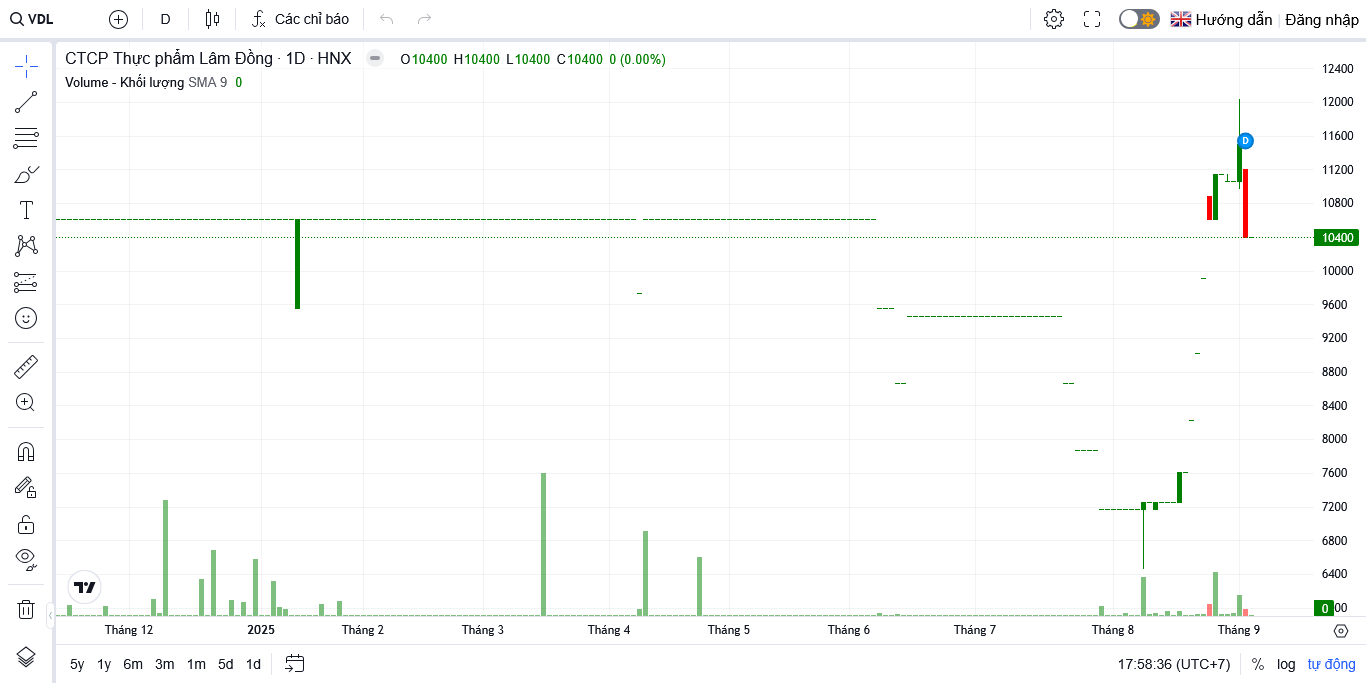 VDL D Các chỉ báo Hướng dẫn Đăng nhập
CTCP Thực phẩm Lâm Đồng · 1D · HNX O10400 H10400 L10400 C10400 0 (0.00%)
Volume - Khối lượng SMA 9 0
12400
12000
11600
D
11200
10800
10400
10000
9600
9200
8800
8400
8000
7600
7200
6800
6400
0 00
Tháng 12 2025 Tháng 2 Tháng 3 Tháng 4 Tháng 5 Tháng 6 Tháng 7 Tháng 8 Tháng 9
5y 1y 6m 3m 1m 5d 1d 17:58:36 (UTC+7) % log tự động